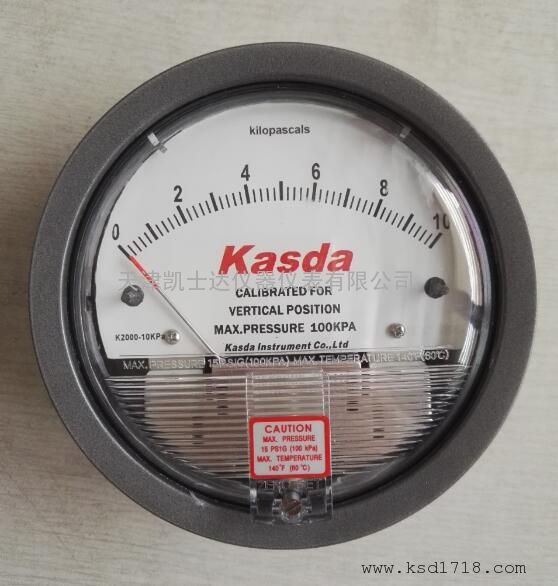 kilopascals
0 2 4 6 8 10
Kasda
天津凯士达仪器仪表有限公司
CALIBRATED FOR
VERTICAL POSITION
MAX.PRESSURE 100KPA
K2000-10KPa
Kasda Instrument Co.,Ltd
MAX. PRESSURE 15PSIG(100KPA) MAX. TEMPERATURE 140°F(60℃)
CAUTION
MAX. PRESSURE
15 PS1G (100 kPa)
MAX. TEMPERATURE
140°F (60 °C)
www.ksd1718.com